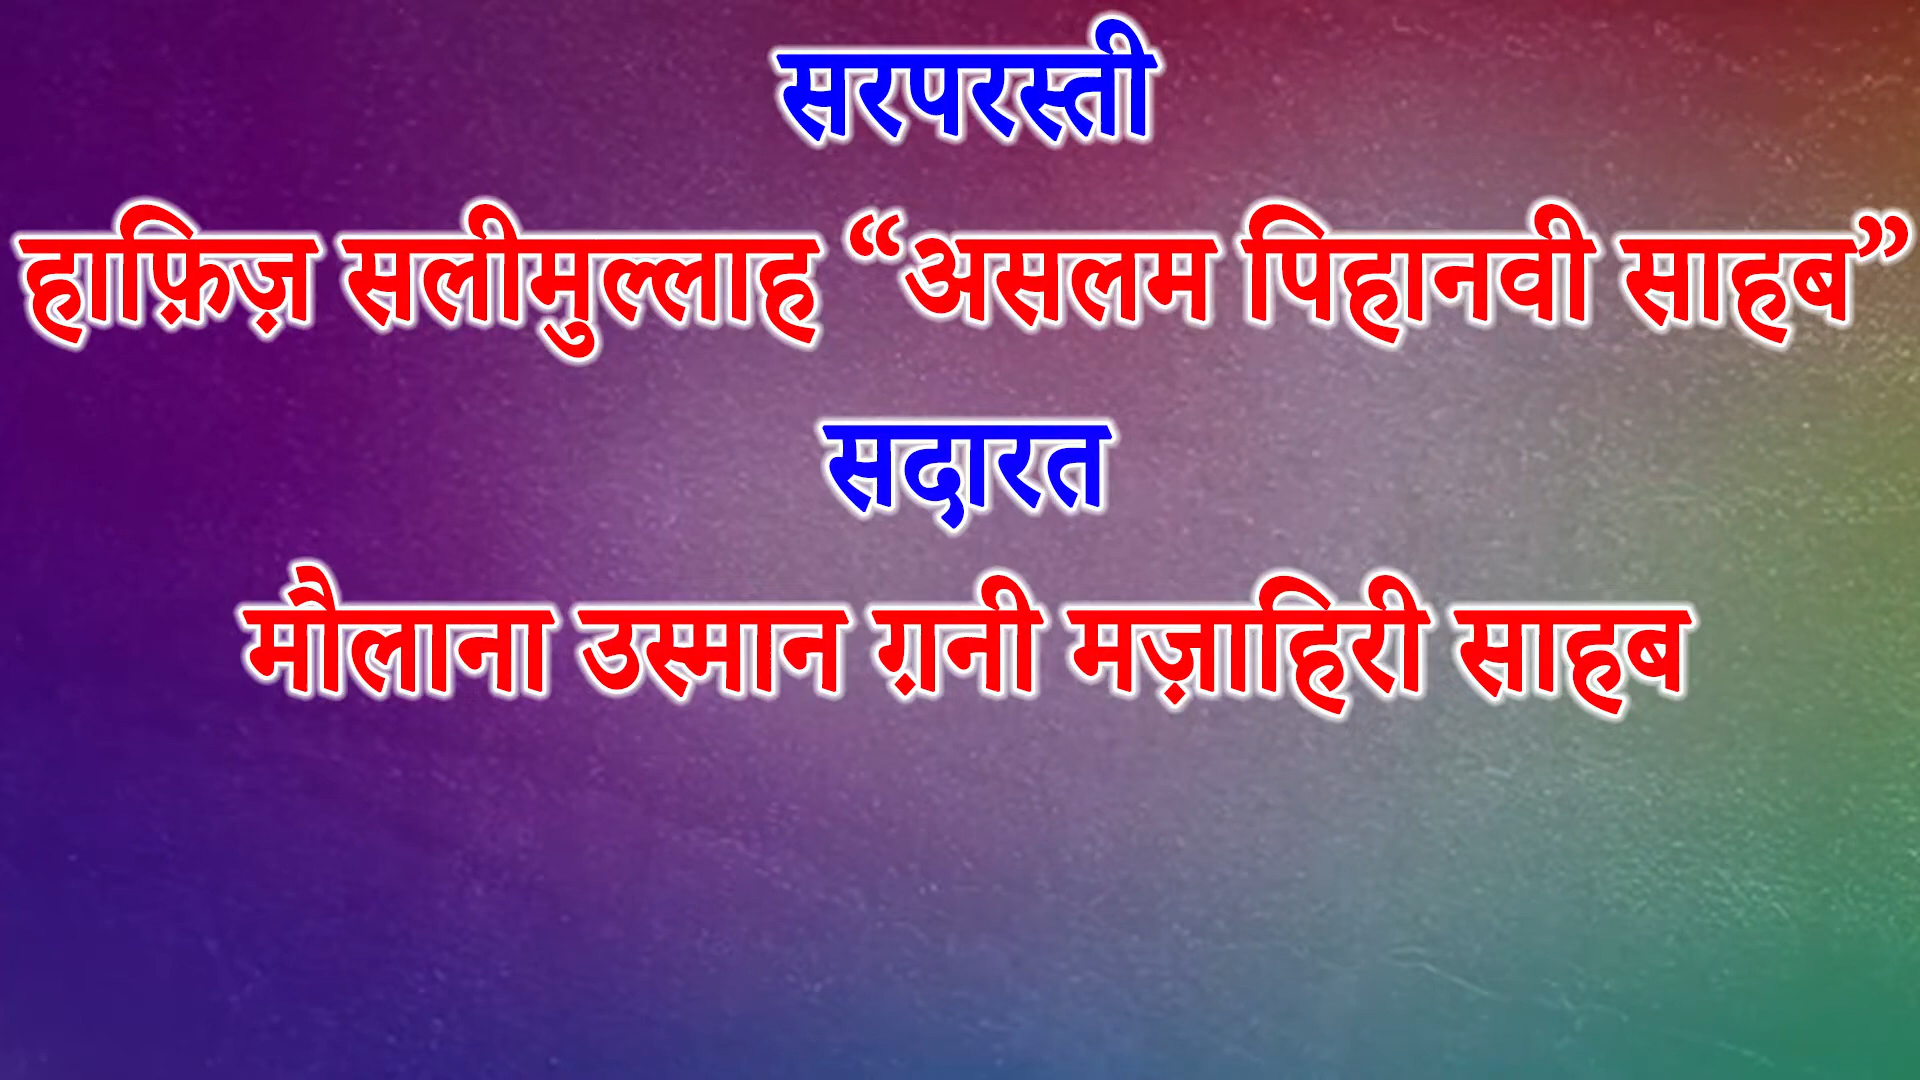 सरपरस्ती
हाफ़िज़ सलीमुल्लाह “असलम पिहानवी साहब”
सदारत
मौलाना उस्मान ग़नी मज़ाहिरी साहब